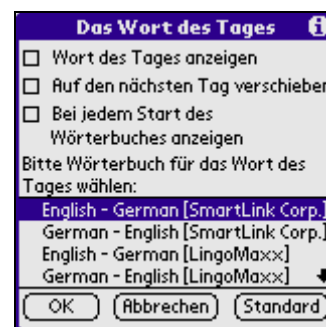 Das Wort des Tages
Wort des Tages anzeigen
Auf den nächsten Tag verschieben
Bei jedem Start des
Wörterbuches anzeigen
Bitte Wörterbuch für das Wort des
Tages wählen:
English - German [SmartLink Corp.]
German - English [SmartLink Corp.]
English - German [LingoMaxx]
German - English [LingoMaxx]
OK Abbrechen Standard